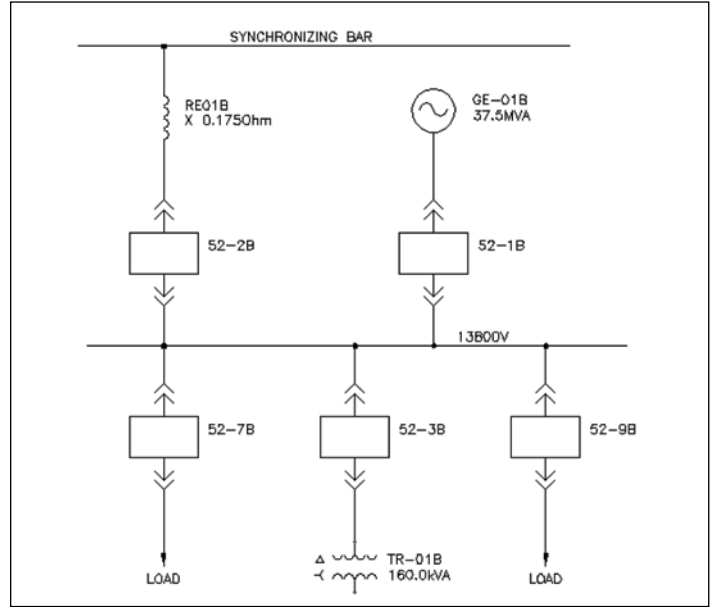 SYNCHRONIZING BAR
RE01B
X 0.175Ohm
GE-01B
37.5MVA
52-2B
52-1B
13800V
52-7B
52-3B
52-9B
LOAD
TR-01B
160.0kVA
LOAD